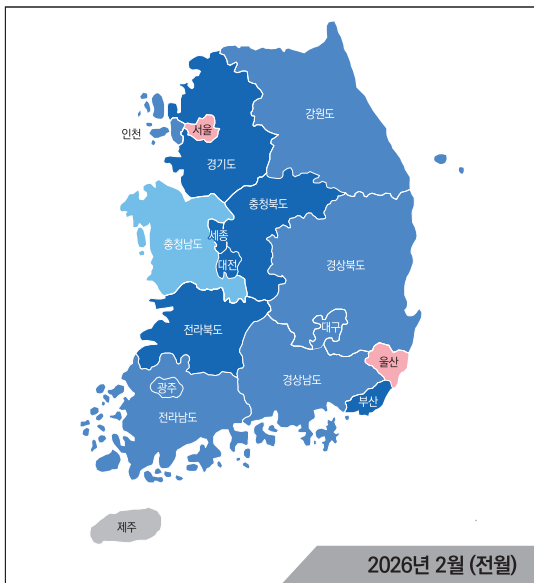 강원도
인천
서울
경기도
충청북도
세종
충청남도
대전
경상북도
전라북도
대구
울산
경상남도
광주
부산
전라남도
제주
2026년 2월 (전월)